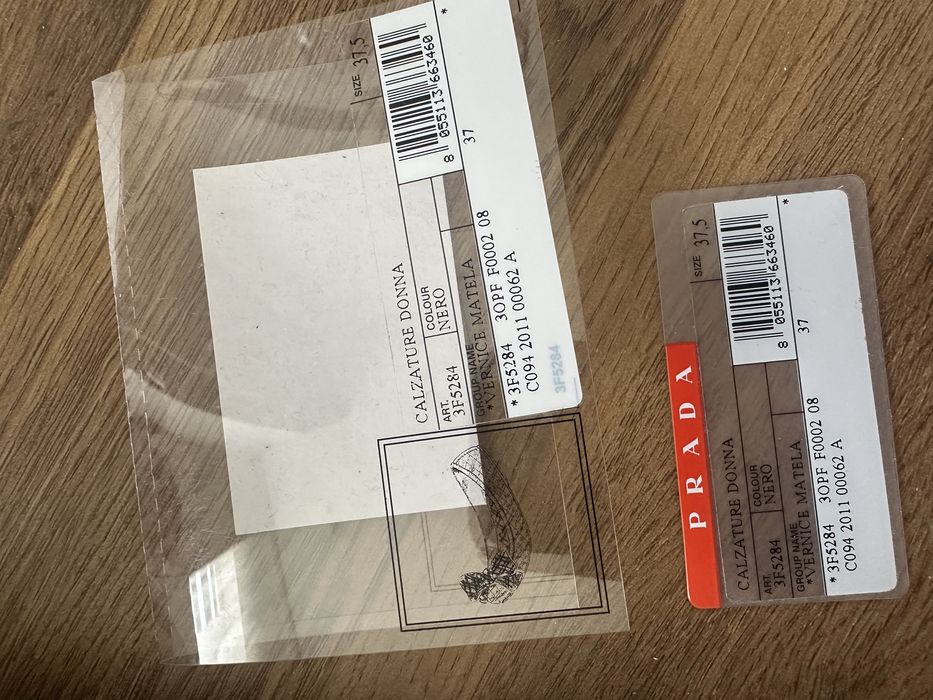 CALZATURE DONNA
SIZE 37,5
ART. 3F5284
COLOUR NERO
8 055113 663460
GROUP NAME
*VERNICE MATELA
37 *
* 3F5284 3OPF F0002 08
C094 2011 00062 A
3F5284
PRADA
CALZATURE DONNA
SIZE 37,5
ART. 3F5284
COLOUR NERO
8 055113 663460
GROUP NAME
*VERNICE MATELA
37 *
* 3F5284 3OPF F0002 08
C094 2011 00062 A